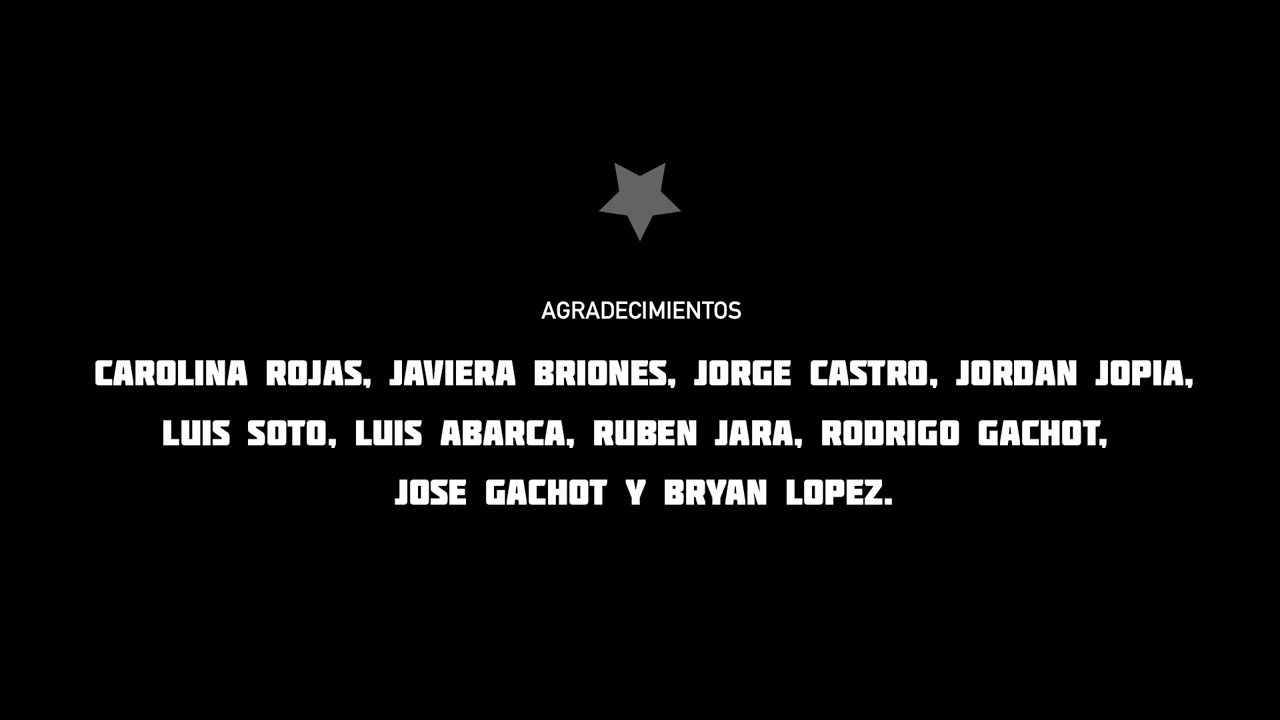 AGRADECIMIENTOS
CAROLINA ROJAS, JAVIERA BRIONES, JORGE CASTRO, JORDAN JOPIA,
LUIS SOTO, LUIS ABARCA, RUBEN JARA, RODRIGO GACHOT,
JOSE GACHOT Y BRYAN LOPEZ.